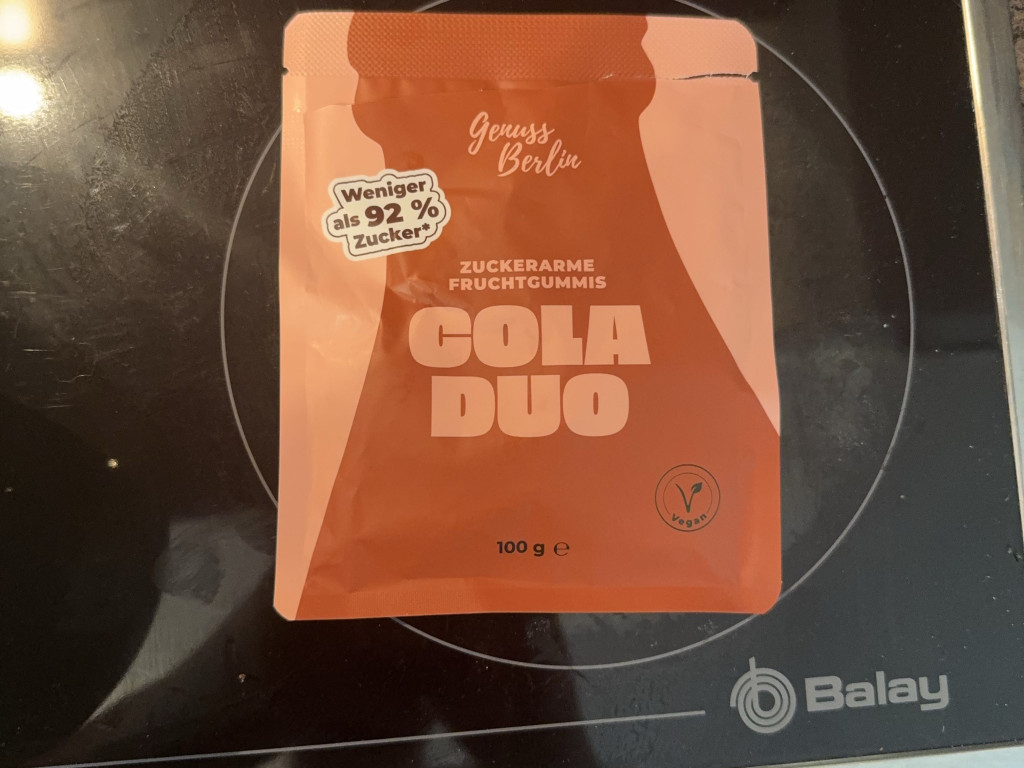 Genuss
Berlin
Weniger
als 92 %
Zucker*
ZUCKERARME
FRUCHTGUMMIS
COLA
DUO
Vegan
100 g ℮
Balay